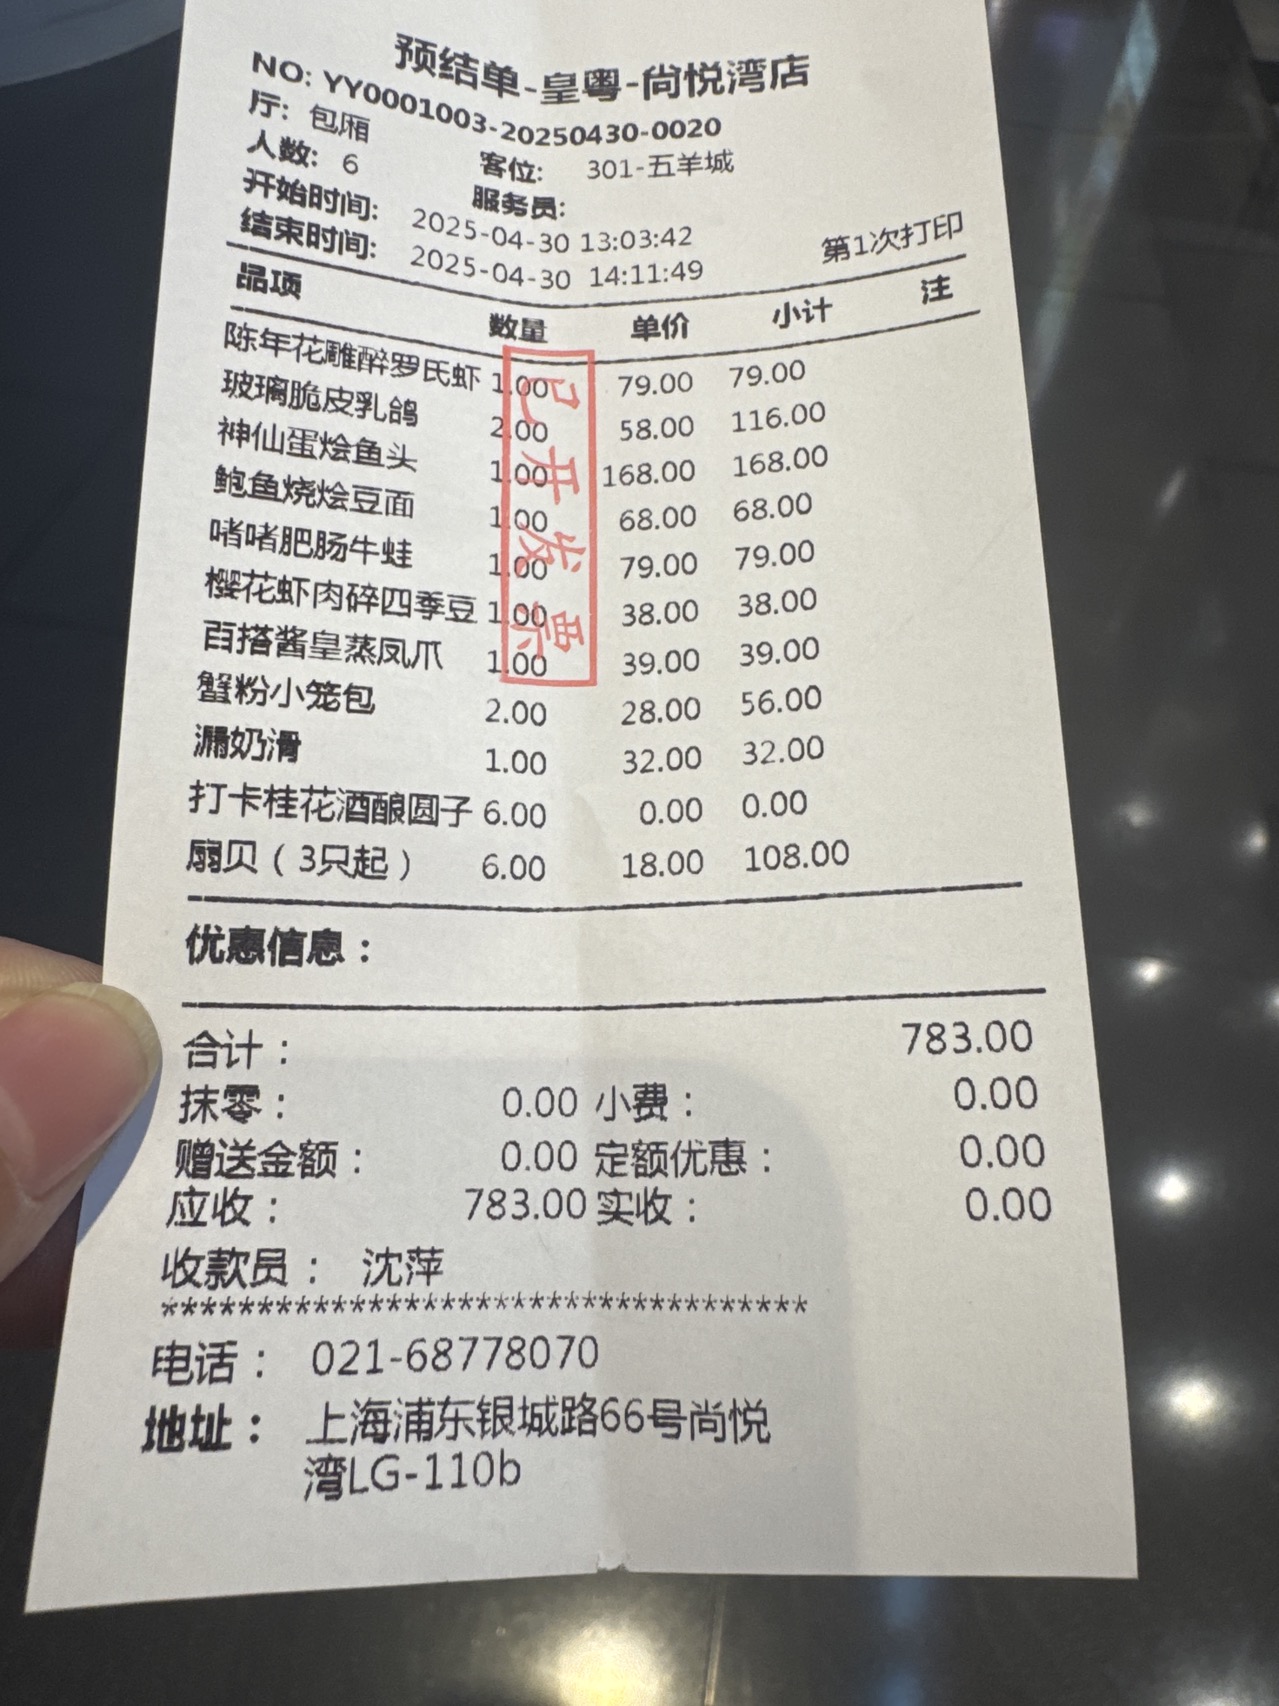 预结单-皇粤-尚悦湾店
NO: YY0001003-20250430-0020
厅: 包厢 客位: 301-五羊城
人数: 6 服务员:
开始时间: 2025-04-30 13:03:42
结束时间: 2025-04-30 14:11:49 第1次打印
品项 数量 单价 小计 注
陈年花雕醉罗氏虾 1.00 79.00 79.00
玻璃脆皮乳鸽 2.00 58.00 116.00
神仙蛋烩鱼头 1.00 168.00 168.00
鲍鱼烧烩豆面 1.00 68.00 68.00
啫啫肥肠牛蛙 1.00 79.00 79.00
樱花虾肉碎四季豆 1.00 38.00 38.00
百搭酱皇蒸凤爪 1.00 39.00 39.00
蟹粉小笼包 2.00 28.00 56.00
漏奶滑 1.00 32.00 32.00
打卡桂花酒酿圆子 6.00 0.00 0.00
扇贝（3只起） 6.00 18.00 108.00
已开发票
优惠信息：
合计： 783.00
抹零： 0.00 小费： 0.00
赠送金额： 0.00 定额优惠： 0.00
应收： 783.00 实收： 0.00
收款员： 沈萍
************************************
电话： 021-68778070
地址： 上海浦东银城路66号尚悦
湾LG-110b